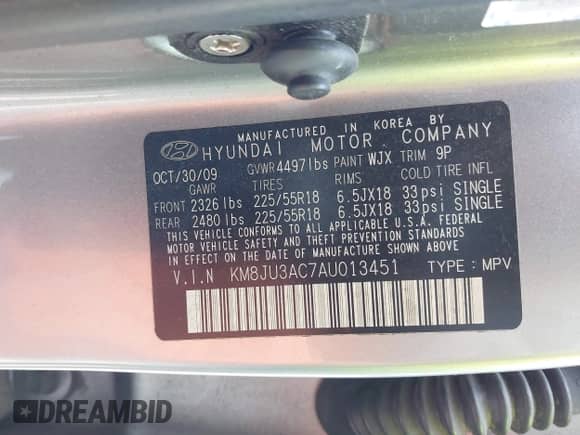 MANUFACTURED IN KOREA BY
HYUNDAI MOTOR COMPANY
OCT/30/09 GVWR 4497lbs PAINT WJX TRIM 9P
GAWR TIRES RIMS COLD TIRE INFL
FRONT 2326 lbs 225/55R18 6.5JX18 33psi SINGLE
REAR 2480 lbs 225/55R18 6.5JX18 33psi SINGLE
THIS VEHICLE CONFORMS TO ALL APPLICABLE U.S.A. FEDERAL
MOTOR VEHICLE SAFETY AND THEFT PREVENTION STANDARDS
IN EFFECT ON THE DATE OF MANUFACTURE SHOWN ABOVE.
V.I.N KM8JU3AC7AU013451 TYPE : MPV
DREAMBID